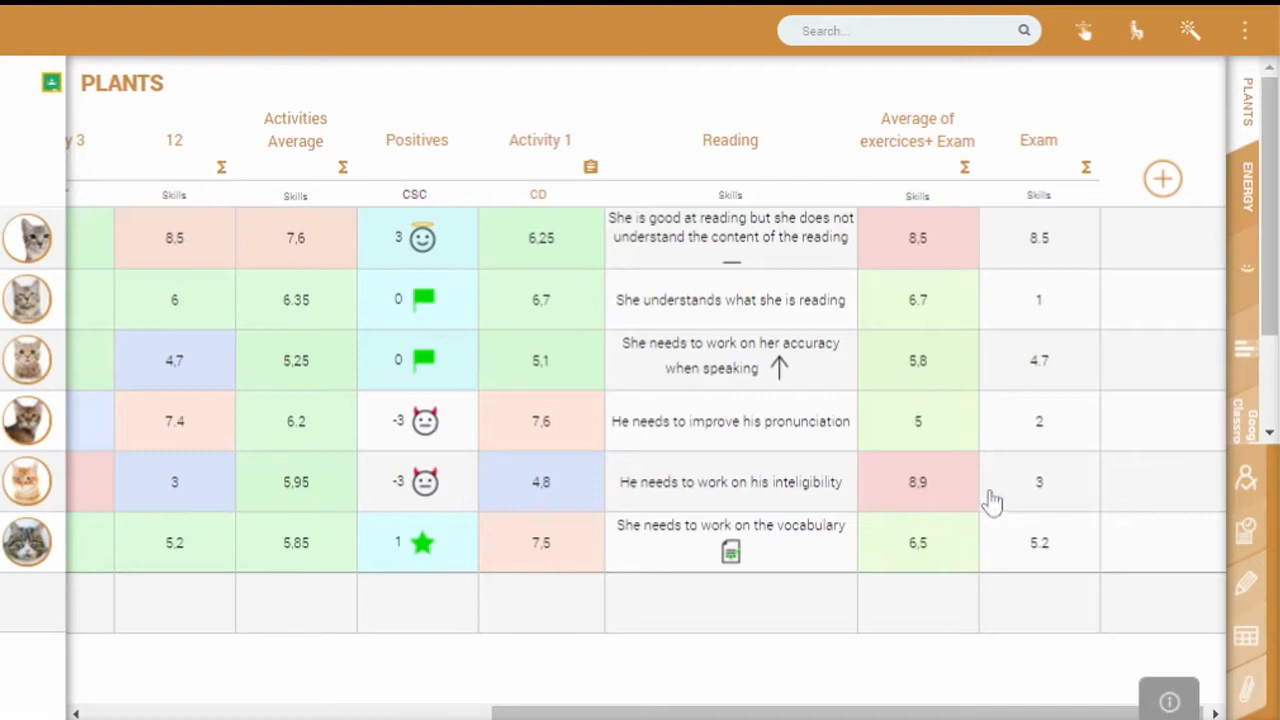 Search...
PLANTS
y 3
12
Activities
Average
Positives
Activity 1
Reading
Average of
exercices+ Exam
Exam
Σ
Σ
Σ
Σ
Skills
Skills
CSC
CD
Skills
Skills
Skills
8,5
7,6
3
6,25
She is good at reading but she does not
understand the content of the reading
8,5
8.5
6
6.35
0
6,7
She understands what she is reading
6.7
1
4,7
5,25
0
5,1
She needs to work on her accuracy
when speaking
5,8
4.7
7.4
6.2
-3
7,6
He needs to improve his pronunciation
5
2
3
5,95
-3
4,8
He needs to work on his inteligibility
8,9
3
5,2
5,85
1
7,5
She needs to work on the vocabulary
6,5
5.2
PLANTS
ENERGY
:)
Goog
Classro